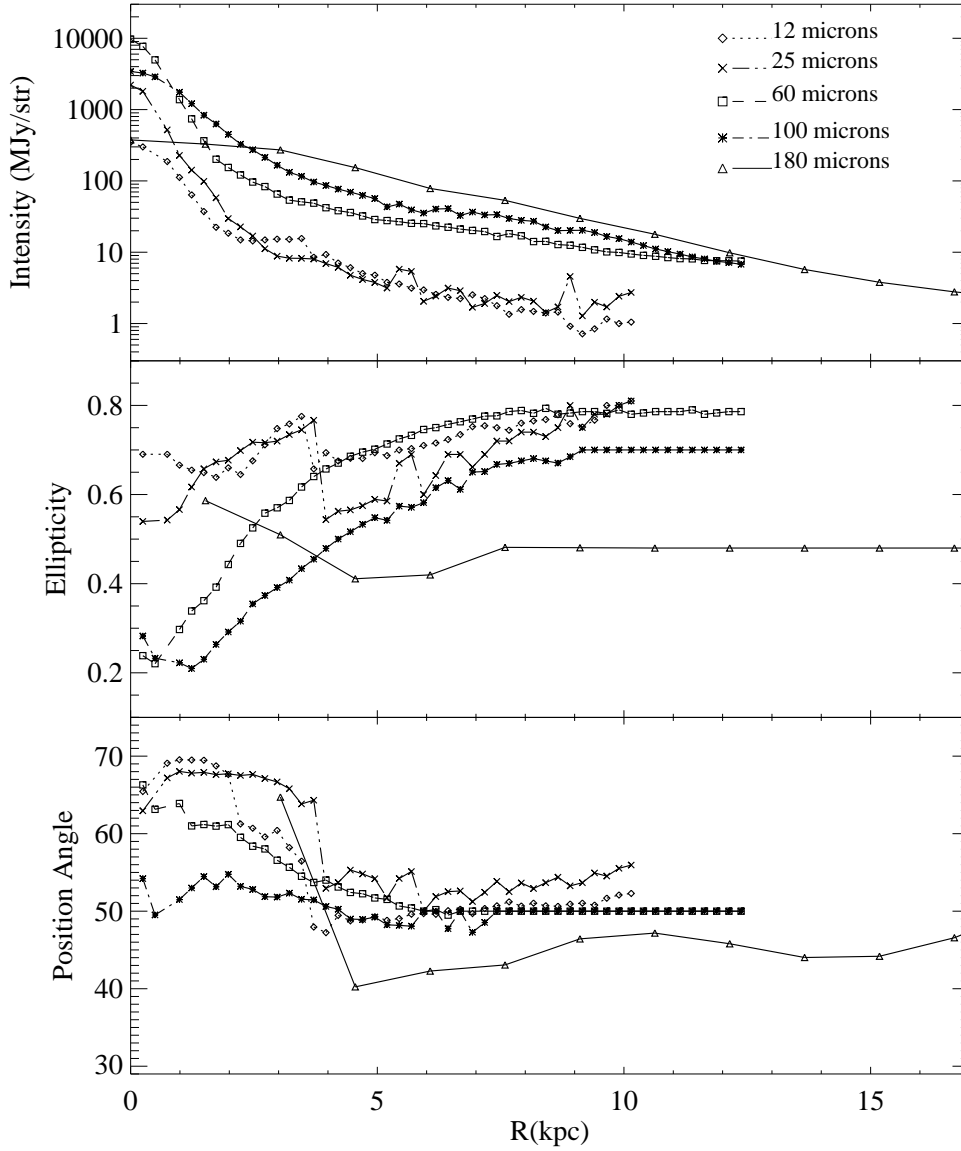 12 microns
25 microns
60 microns
100 microns
180 microns
Intensity (MJy/str)
10000
1000
100
10
1
Ellipticity
0.8
0.6
0.4
0.2
Position Angle
70
60
50
40
30
0
5
10
15
R(kpc)